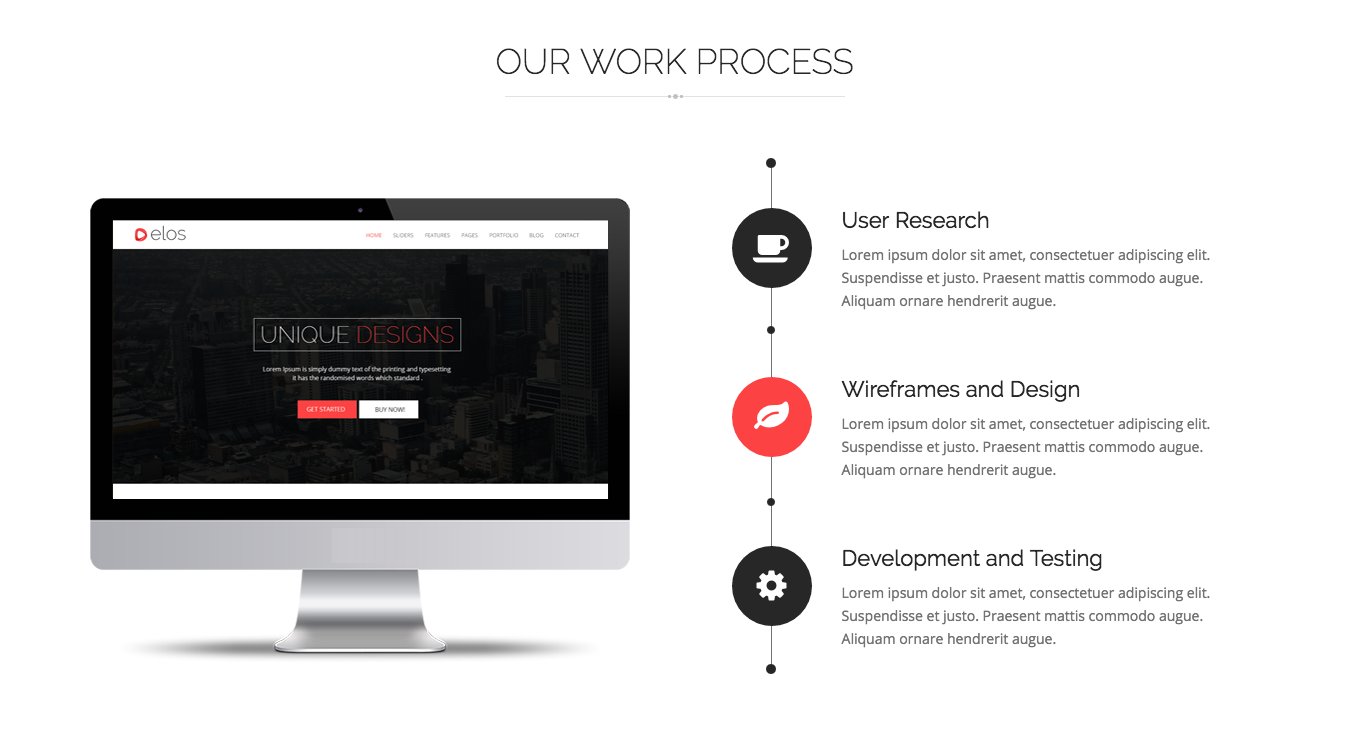 OUR WORK PROCESS
elos
HOME SLIDERS FEATURES PAGES PORTFOLIO BLOG CONTACT
UNIQUE DESIGNS
Lorem Ipsum is simply dummy text of the printing and typesetting
it has the randomised words which standard .
GET STARTED BUY NOW!
User Research
Lorem ipsum dolor sit amet, consectetuer adipiscing elit.
Suspendisse et justo. Praesent mattis commodo augue.
Aliquam ornare hendrerit augue.
Wireframes and Design
Lorem ipsum dolor sit amet, consectetuer adipiscing elit.
Suspendisse et justo. Praesent mattis commodo augue.
Aliquam ornare hendrerit augue.
Development and Testing
Lorem ipsum dolor sit amet, consectetuer adipiscing elit.
Suspendisse et justo. Praesent mattis commodo augue.
Aliquam ornare hendrerit augue.